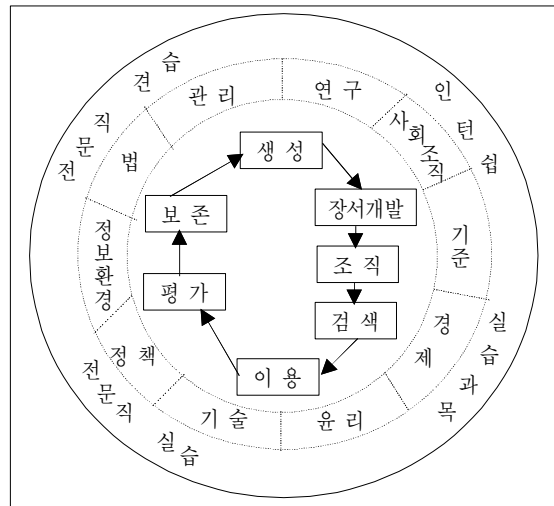 전문직 견습
인턴쉽
실습과목
전문직 실습
관리
연구
사회조직
기준
경제
윤리
기술
정책
정보환경
법
생성
장서개발
조직
검색
이용
평가
보존